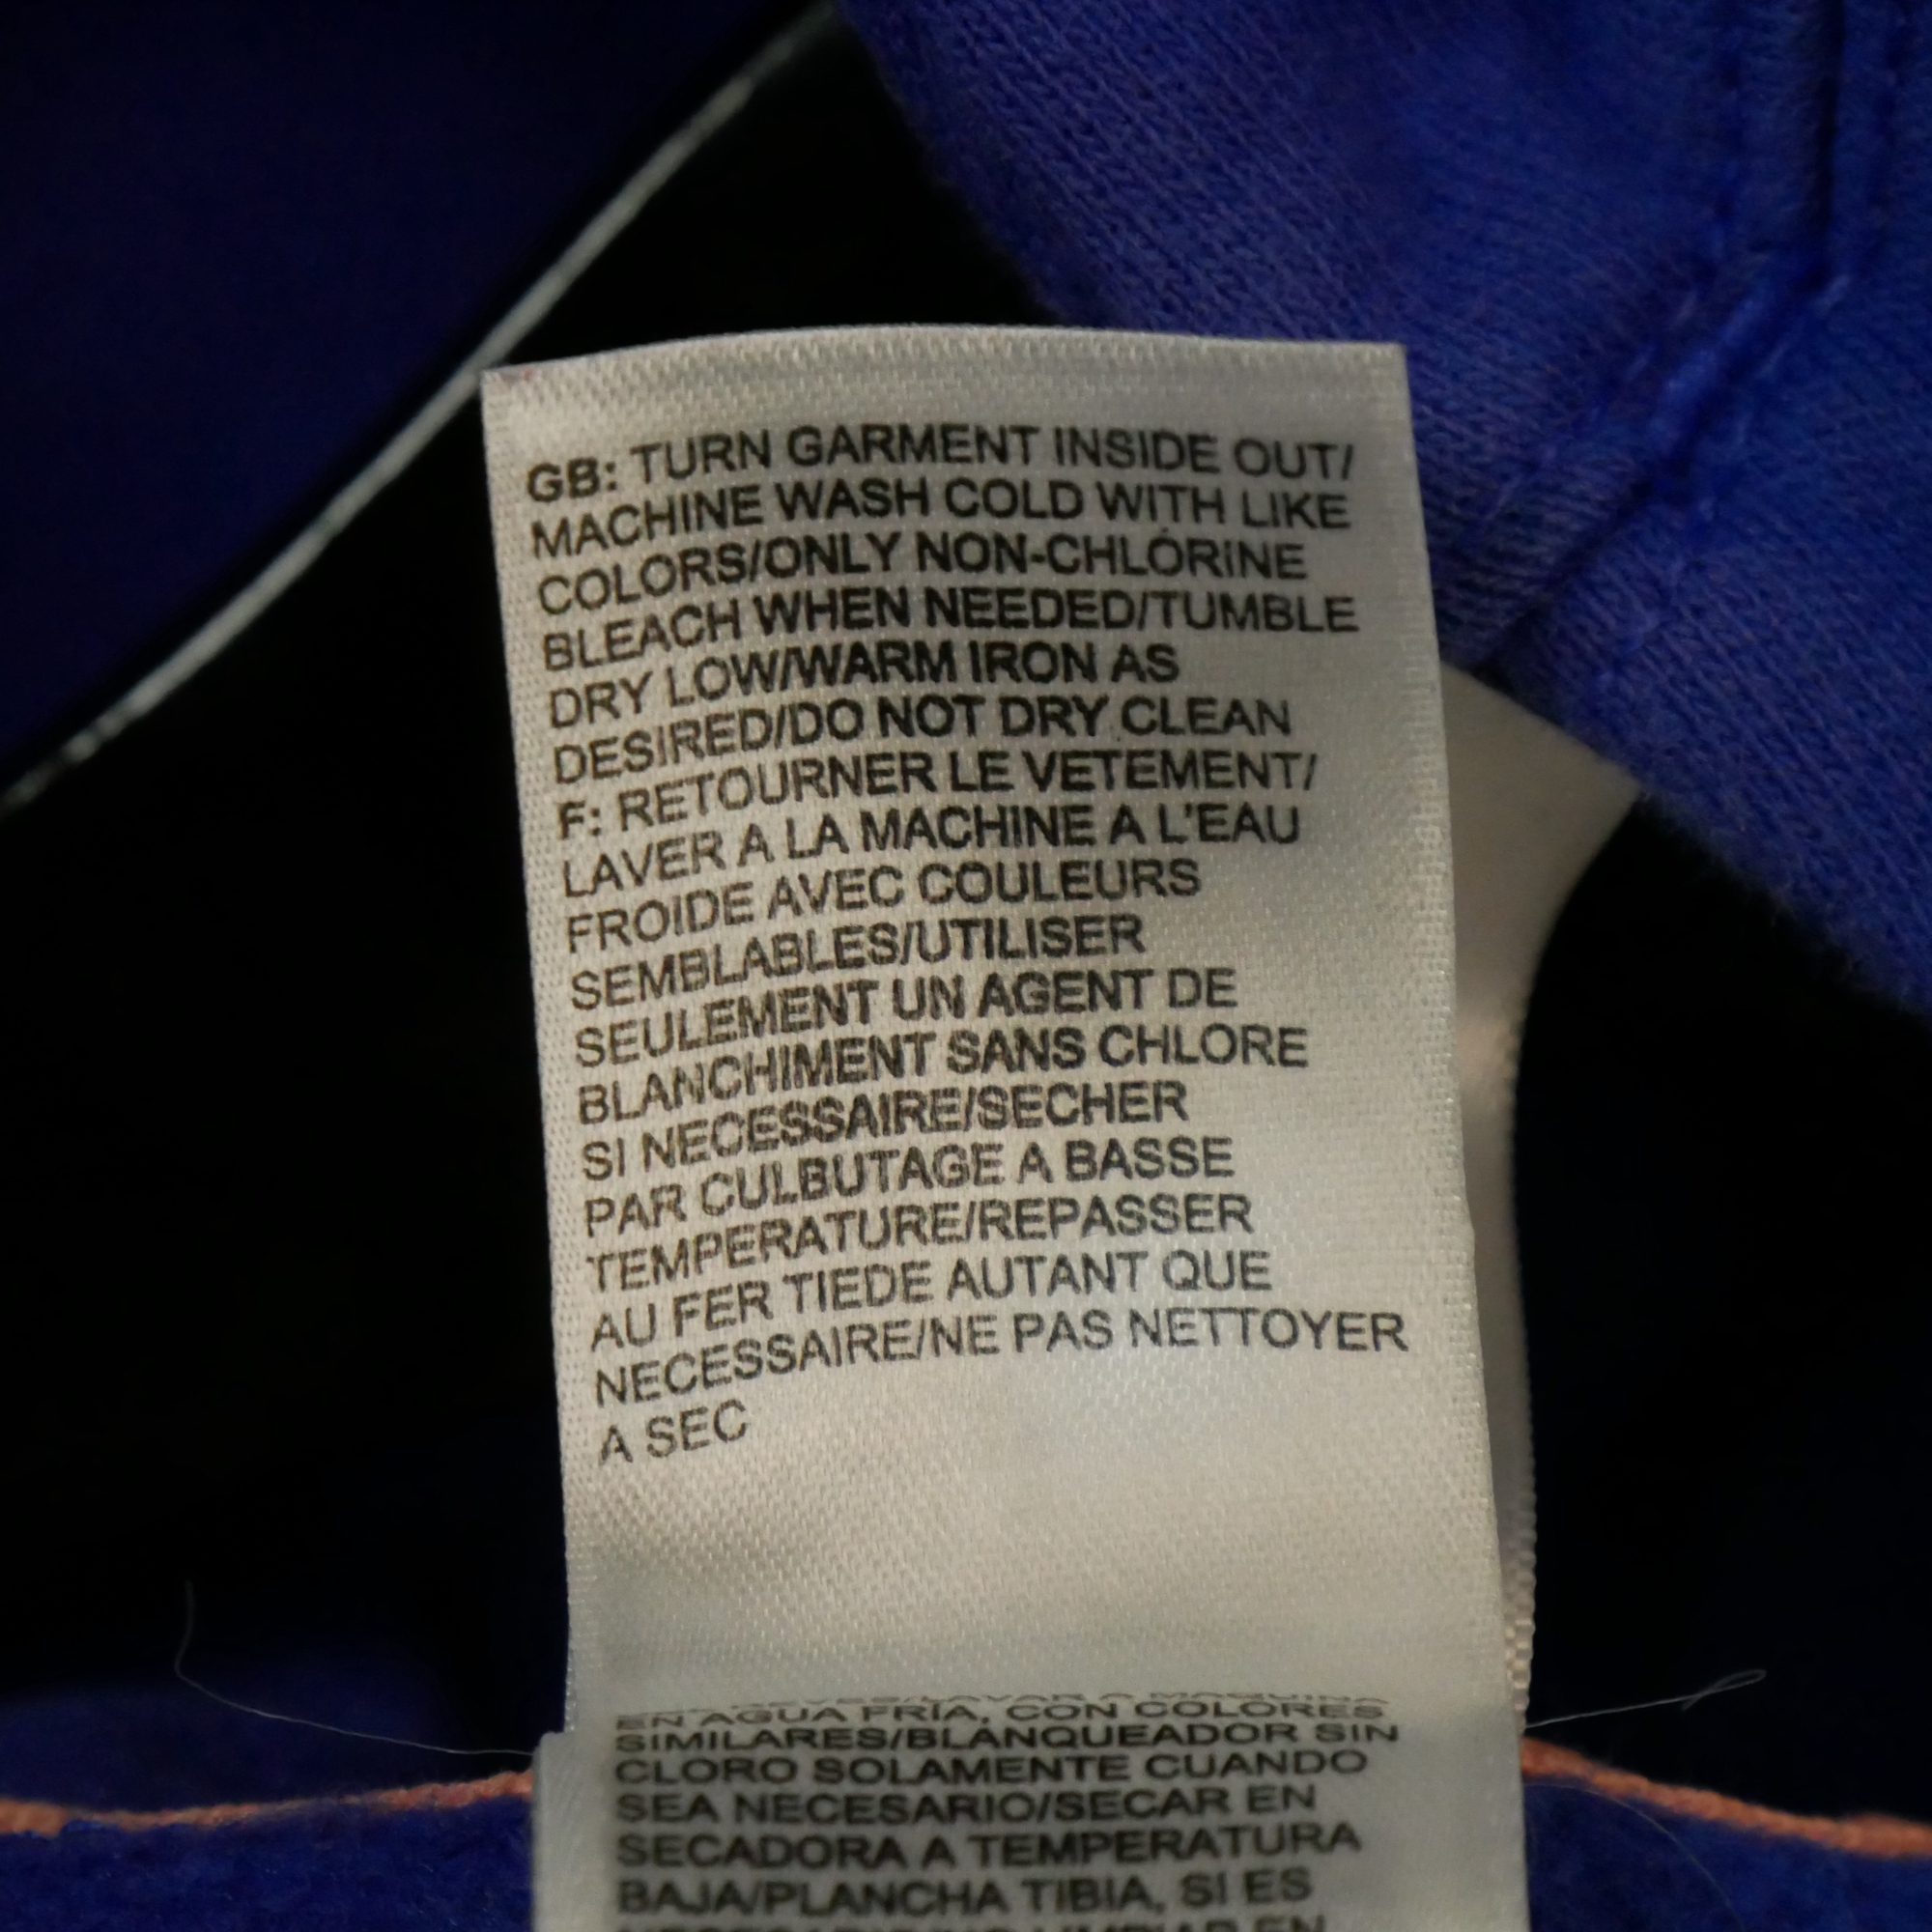 GB: TURN GARMENT INSIDE OUT/
MACHINE WASH COLD WITH LIKE
COLORS/ONLY NON-CHLORINE
BLEACH WHEN NEEDED/TUMBLE
DRY LOW/WARM IRON AS
DESIRED/DO NOT DRY CLEAN
F: RETOURNER LE VETEMENT/
LAVER A LA MACHINE A L'EAU
FROIDE AVEC COULEURS
SEMBLABLES/UTILISER
SEULEMENT UN AGENT DE
BLANCHIMENT SANS CHLORE
SI NECESSAIRE/SECHER
PAR CULBUTAGE A BASSE
TEMPERATURE/REPASSER
AU FER TIEDE AUTANT QUE
NECESSAIRE/NE PAS NETTOYER
A SEC
EN AGUA FRÍA, CON COLORES
SIMILARES/BLANQUEADOR SIN
CLORO SOLAMENTE CUANDO
SEA NECESARIO/SECAR EN
SECADORA A TEMPERATURA
BAJA/PLANCHA TIBIA, SI ES